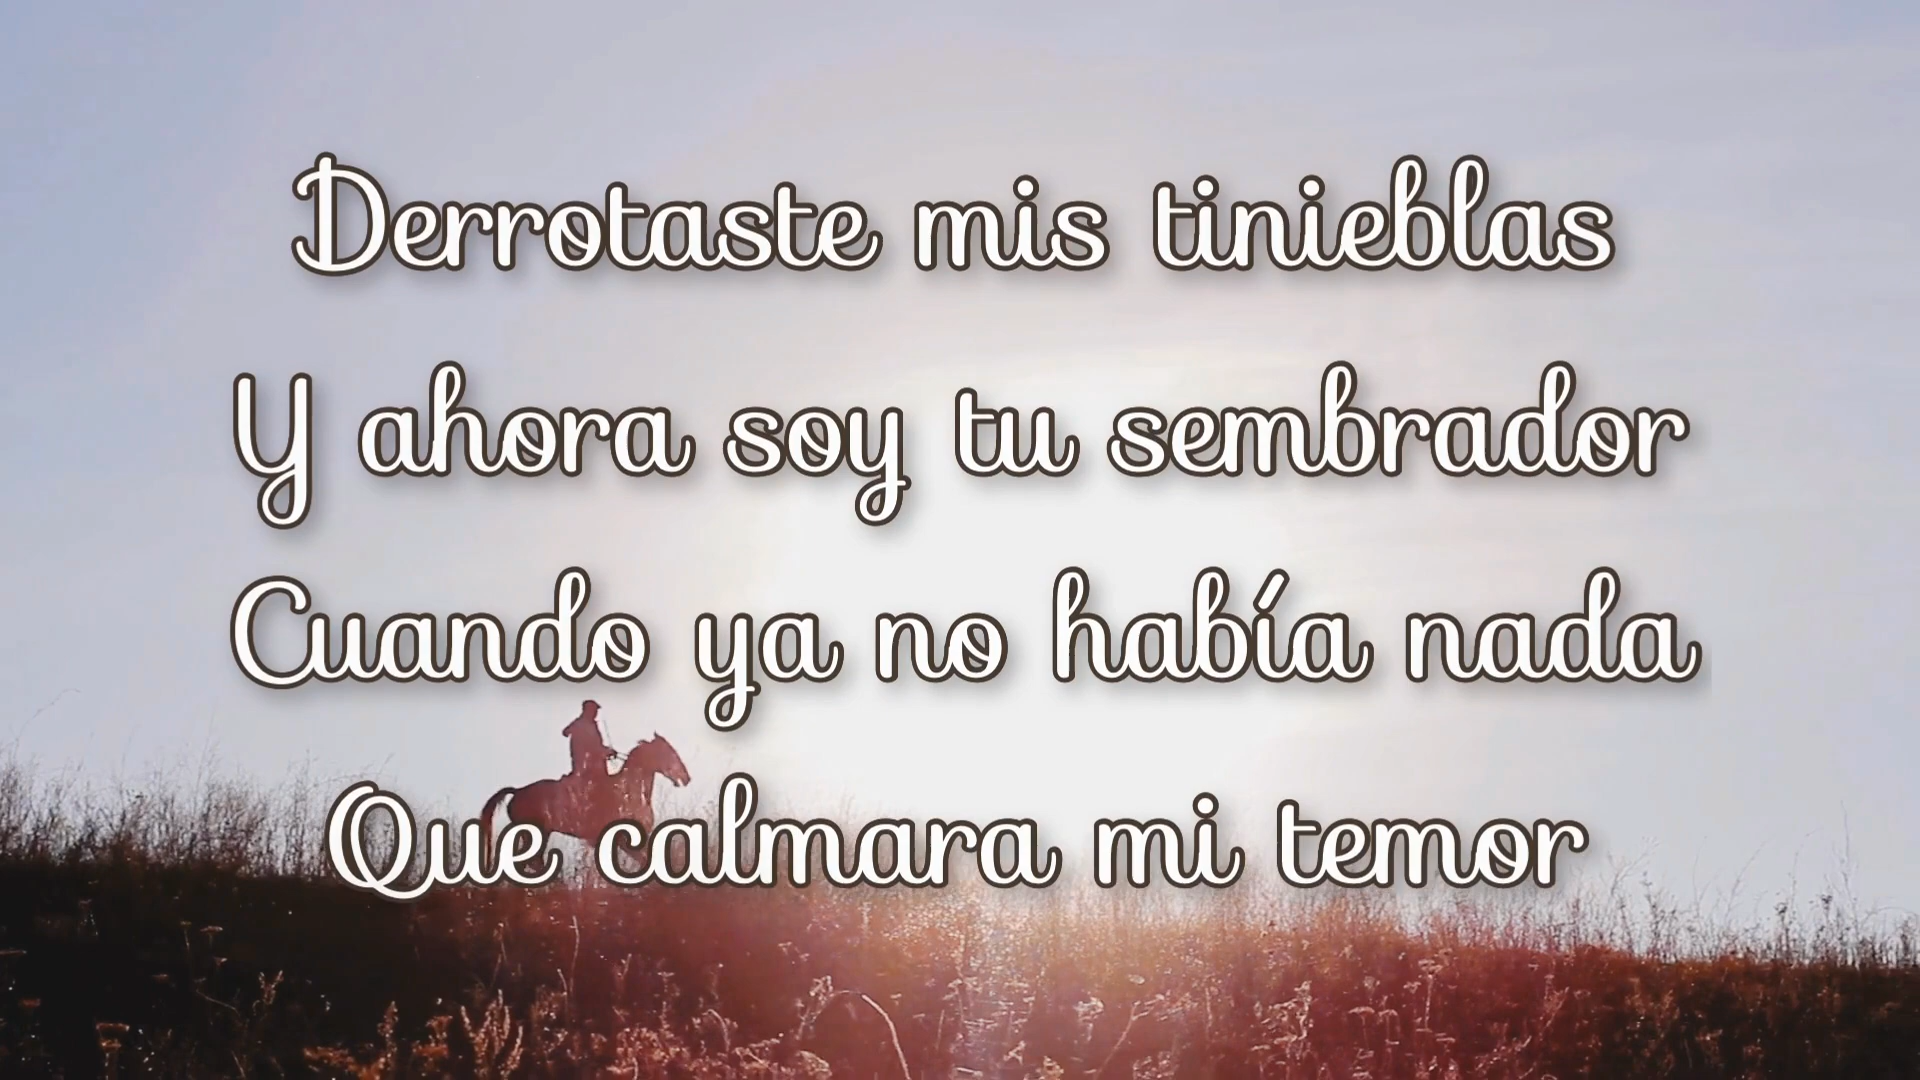 Derrotaste mis tinieblas
Y ahora soy tu sembrador
Cuando ya no había nada
Que calmara mi temor